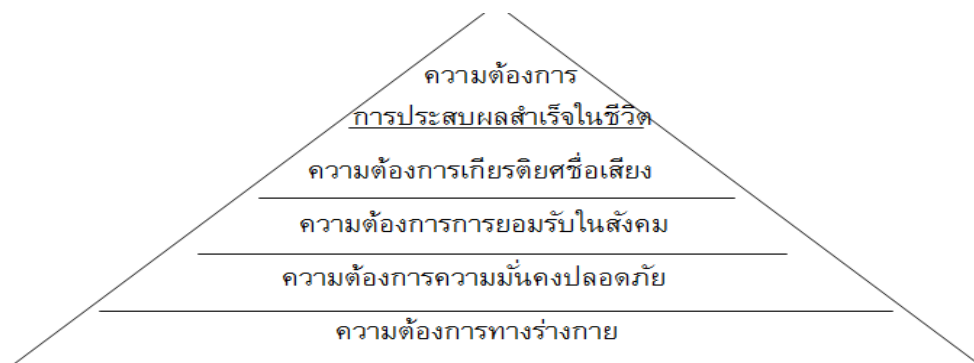 ความต้องการ
การประสบผลสำเร็จในชีวิต
ความต้องการเกียรติยศชื่อเสียง
ความต้องการการยอมรับในสังคม
ความต้องการความมั่นคงปลอดภัย
ความต้องการทางร่างกาย